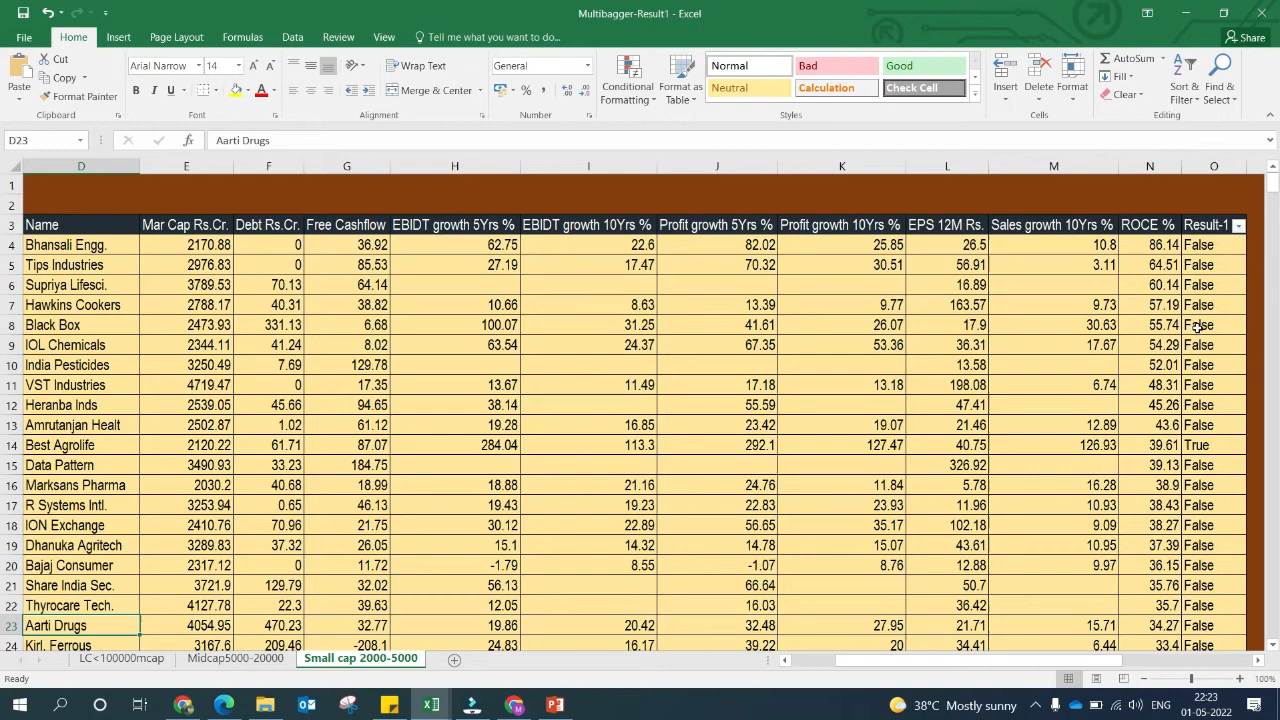 Multibagger-Result1 - Excel
File Home Insert Page Layout Formulas Data Review View Tell me what you want to do... Share
Paste Cut Copy Format Painter Clipboard
Arial Narrow 14 B I U Font
Wrap Text Merge & Center Alignment
General % , Number
Conditional Formatting Format as Table
Normal Bad Good
Neutral Calculation Check Cell
Styles
Insert Delete Format Cells
AutoSum Fill Clear Sort & Filter Find & Select Editing
D23 fx Aarti Drugs
D E F G H I J K L M N O
1
2
3 Name Mar Cap Rs.Cr. Debt Rs.Cr. Free Cashflow EBIDT growth 5Yrs % EBIDT growth 10Yrs % Profit growth 5Yrs % Profit growth 10Yrs % EPS 12M Rs. Sales growth 10Yrs % ROCE % Result-1
4 Bhansali Engg. 2170.88 0 36.92 62.75 22.6 82.02 25.85 26.5 10.8 86.14 False
5 Tips Industries 2976.83 0 85.53 27.19 17.47 70.32 30.51 56.91 3.11 64.51 False
6 Supriya Lifesci. 3789.53 70.13 64.14 16.89 60.14 False
7 Hawkins Cookers 2788.17 40.31 38.82 10.66 8.63 13.39 9.77 163.57 9.73 57.19 False
8 Black Box 2473.93 331.13 6.68 100.07 31.25 41.61 26.07 17.9 30.63 55.74 False
9 IOL Chemicals 2344.11 41.24 8.02 63.54 24.37 67.35 53.36 36.31 17.67 54.29 False
10 India Pesticides 3250.49 7.69 129.78 13.58 52.01 False
11 VST Industries 4719.47 0 17.35 13.67 11.49 17.18 13.18 198.08 6.74 48.31 False
12 Heranba Inds 2539.05 45.66 94.65 38.14 55.59 47.41 45.26 False
13 Amrutanjan Healt 2502.87 1.02 61.12 19.28 16.85 23.42 19.07 21.46 12.89 43.6 False
14 Best Agrolife 2120.22 61.71 87.07 284.04 113.3 292.1 127.47 40.75 126.93 39.61 True
15 Data Pattern 3490.93 33.23 184.75 326.92 39.13 False
16 Marksans Pharma 2030.2 40.68 18.99 18.88 21.16 24.76 11.84 5.78 16.28 38.9 False
17 R Systems Intl. 3253.94 0.65 46.13 19.43 19.23 22.83 23.93 11.96 10.93 38.43 False
18 ION Exchange 2410.76 70.96 21.75 30.12 22.89 56.65 35.17 102.18 9.09 38.27 False
19 Dhanuka Agritech 3289.83 37.32 26.05 15.1 14.32 14.78 15.07 43.61 10.95 37.39 False
20 Bajaj Consumer 2317.12 0 11.72 -1.79 8.55 -1.07 8.76 12.88 9.97 36.15 False
21 Share India Sec. 3721.9 129.79 32.02 56.13 66.64 50.7 35.76 False
22 Thyrocare Tech. 4127.78 22.3 39.63 12.05 16.03 36.42 35.7 False
23 Aarti Drugs 4054.95 470.23 32.77 19.86 20.42 32.48 27.95 21.71 15.71 34.27 False
24 Kirl. Ferrous 3167.6 209.46 -208.1 24.83 16.17 39.22 20 34.41 6.44 33.4 False
LC<100000mcap Midcap5000-20000 Small cap 2000-5000
Ready 100%
38°C Mostly sunny 22:23
01-05-2022